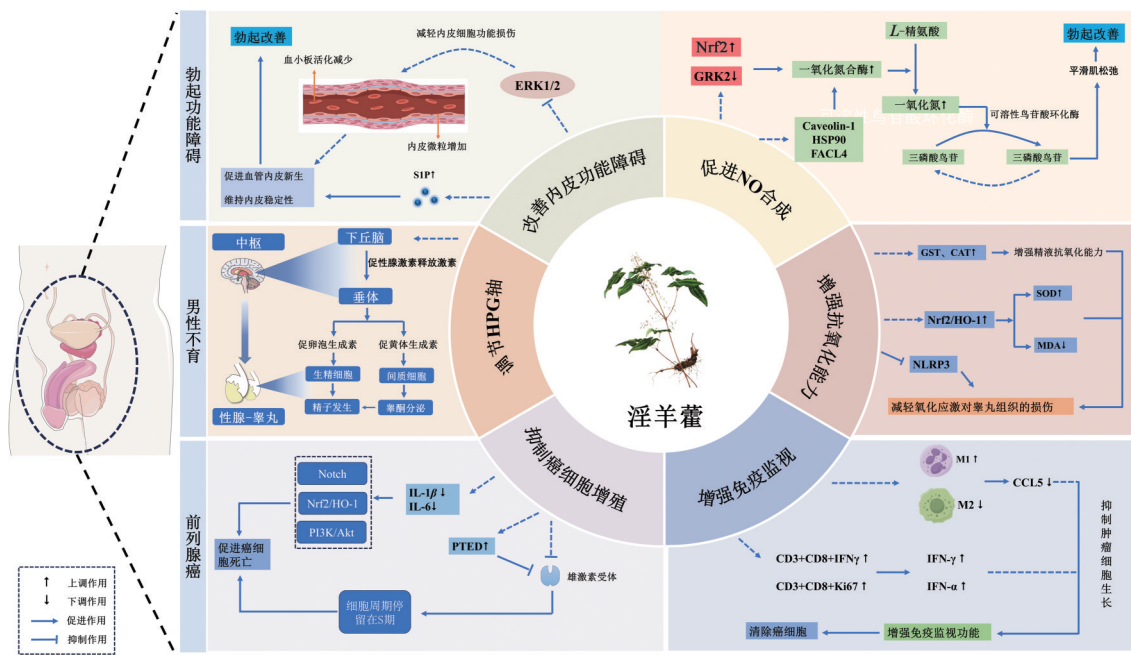 勃起功能障碍
勃起改善
减轻内皮细胞功能损伤
血小板活化减少
ERK1/2
内皮微粒增加
促进血管内皮新生
维持内皮稳定性
S1P↑
改善内皮功能障碍
Nrf2↑
GRK2↓
一氧化氮合酶↑
L-精氨酸
勃起改善
平滑肌松弛
一氧化氮↑
可溶性鸟苷酸环化酶
Caveolin-1
HSP90
FACL4
三磷酸鸟苷
三磷酸鸟苷
促进NO合成
男性不育
中枢
下丘脑
促性腺激素释放激素
垂体
促卵泡生成素
促黄体生成素
生精细胞
间质细胞
精子发生
睾酮分泌
性腺-睾丸
调节HPG轴
淫羊藿
增强抗氧化能力
GST、CAT↑
增强精液抗氧化能力
SOD↑
Nrf2/HO-1↑
MDA↓
NLRP3
减轻氧化应激对睾丸组织的损伤
前列腺癌
Notch
Nrf2/HO-1
PI3K/Akt
IL-1β↓
IL-6↓
促进癌细
胞死亡
PTED↑
雄激素受体
细胞周期停
留在S期
抑制癌细胞增殖
增强免疫监视
M1↑
M2↓
CCL5↓
CD3+CD8+IFNγ↑
IFN-γ↑
CD3+CD8+Ki67↑
IFN-α↑
抑制肿瘤细胞生长
清除癌细胞
增强免疫监视功能
↑ 上调作用
↓ 下调作用
促进作用
抑制作用